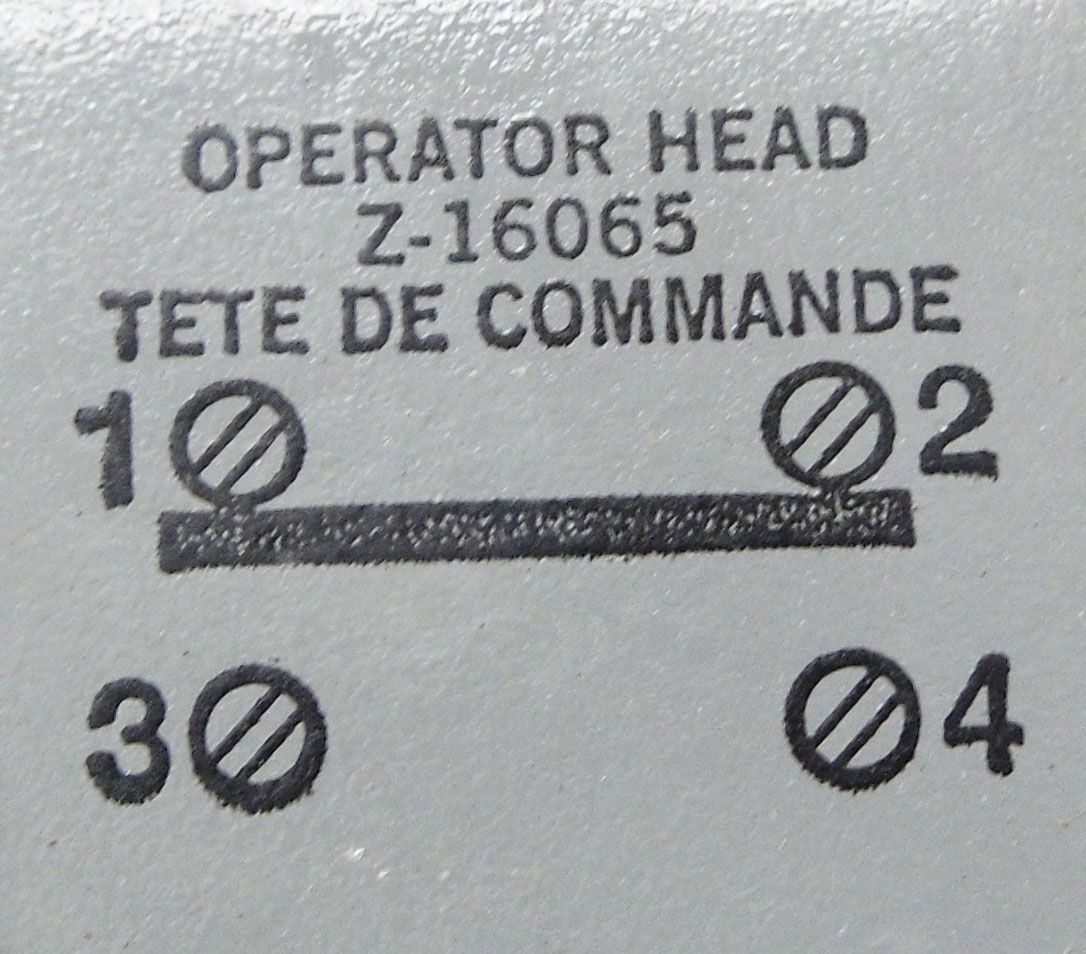 OPERATOR HEAD
Z-16065
TETE DE COMMANDE
1 2
3 4